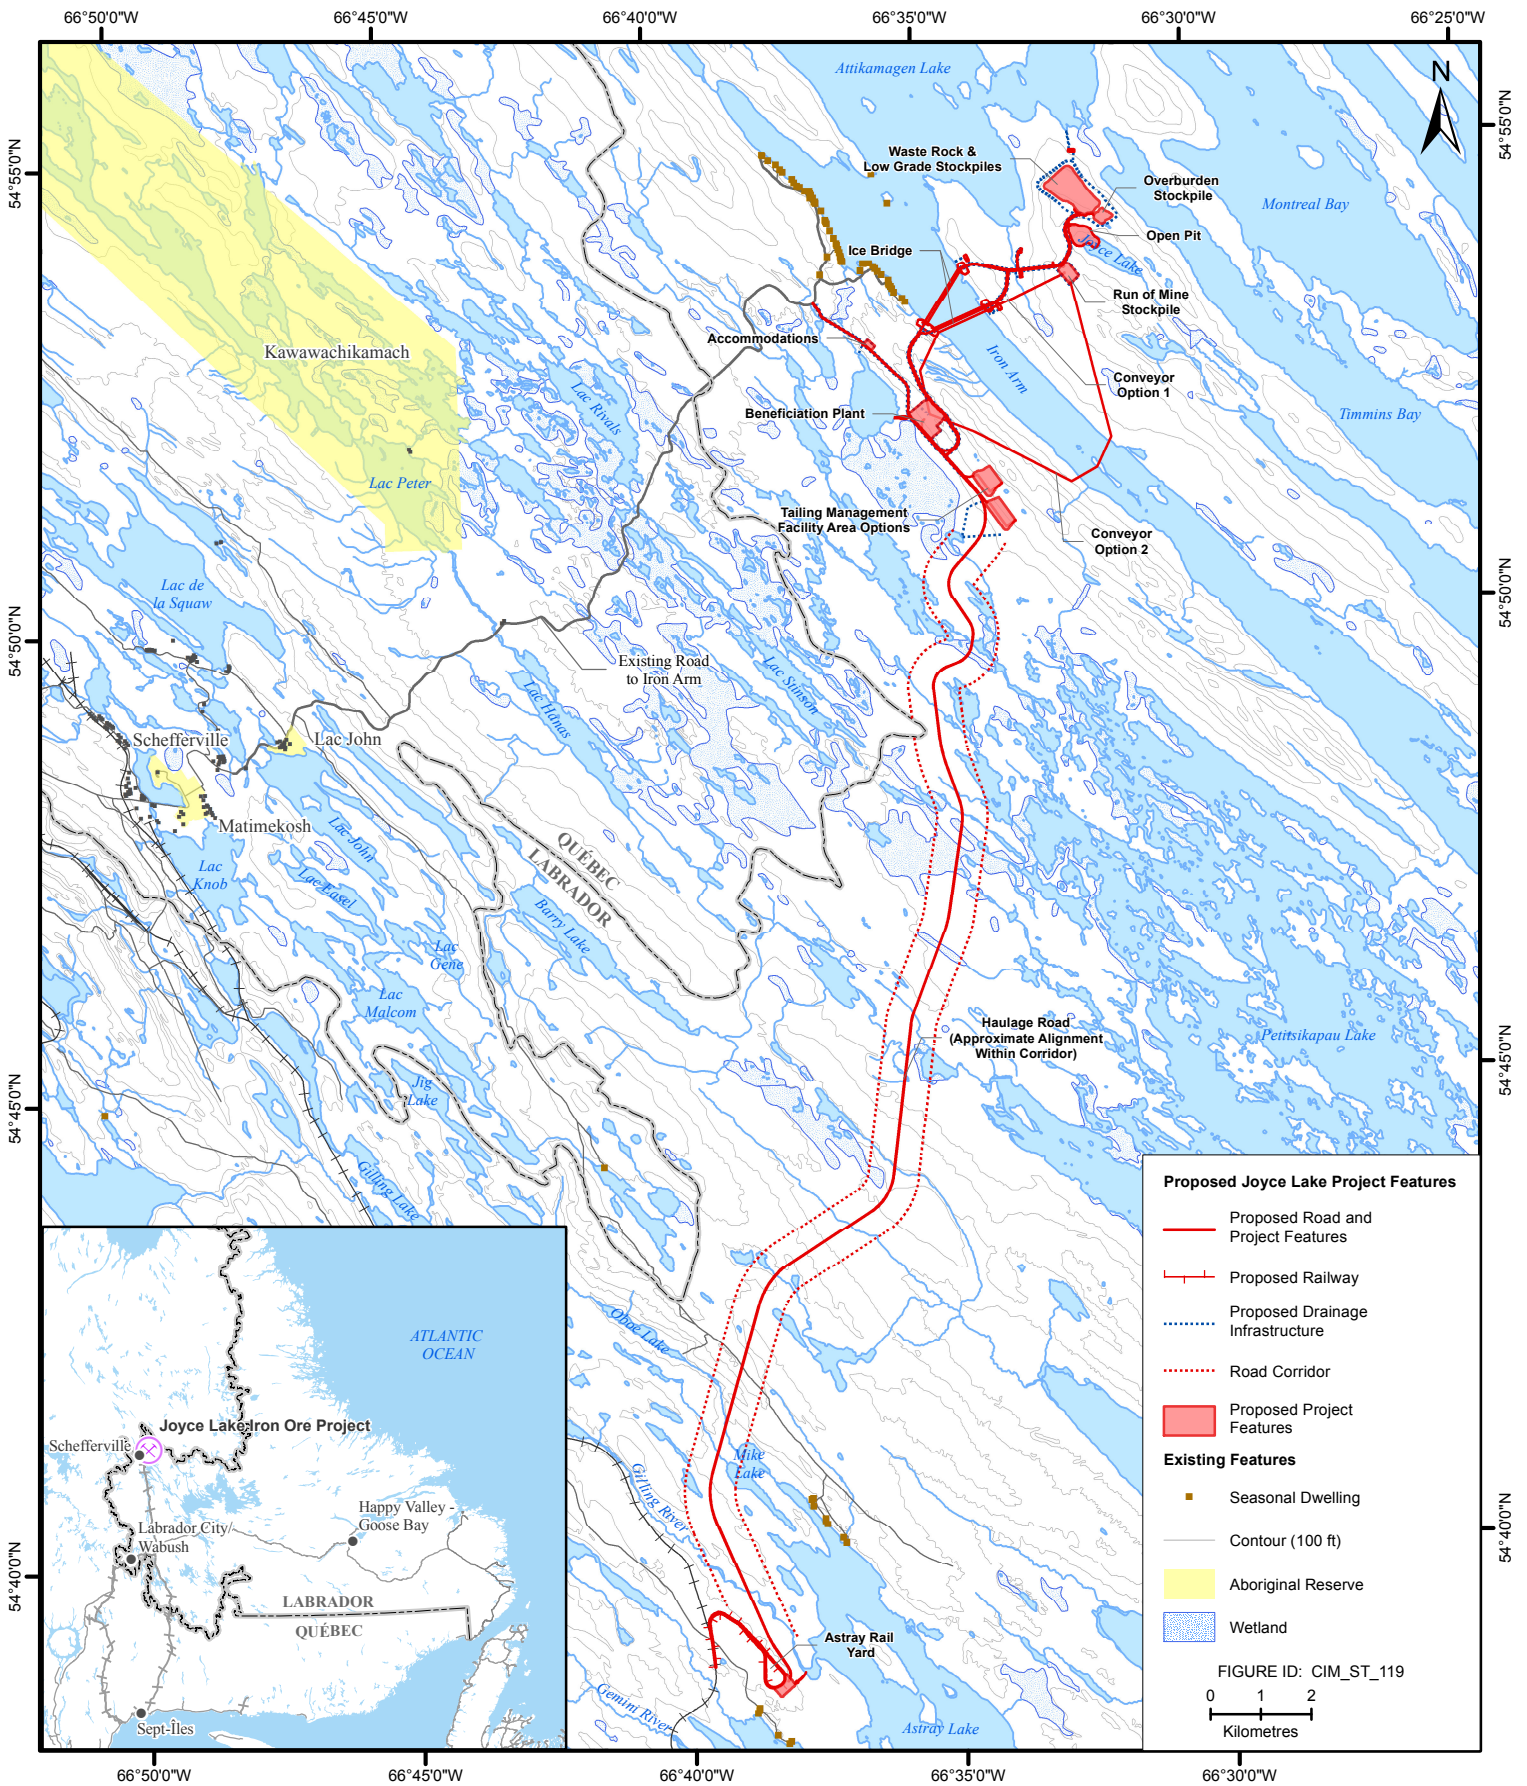 66°50'0"W
66°45'0"W
66°40'0"W
66°35'0"W
66°30'0"W
66°25'0"W
54°55'0"N
54°50'0"N
54°45'0"N
54°40'0"N
54°55'0"N
54°50'0"N
54°45'0"N
54°40'0"N
66°50'0"W
66°45'0"W
66°40'0"W
66°35'0"W
66°30'0"W
N
Attikamagen Lake
Waste Rock &
Low Grade Stockpiles
Overburden
Stockpile
Montreal Bay
Open Pit
Joyce Lake
Ice Bridge
Run of Mine
Stockpile
Accommodations
Kawawachikamach
Iron Arm
Conveyor
Option 1
Lac Rivals
Beneficiation Plant
Timmins Bay
Lac Peter
Tailing Management
Facility Area Options
Conveyor
Option 2
Lac de
la Squaw
Existing Road
to Iron Arm
Lac Stinson
Lac Hanas
Schefferville
Lac John
Matimekosh
Lac John
Lac
Knob
Lac Easel
QUÉBEC
LABRADOR
Barry Lake
Lac
Gene
Lac
Malcom
Haulage Road
(Approximate Alignment
Within Corridor)
Petitsikapau Lake
Jig
Lake
Gilling Lake
Oboe Lake
Mike
Lake
Gilling River
Astray Rail
Yard
Gemini River
Astray Lake
ATLANTIC
OCEAN
Joyce Lake Iron Ore Project
Schefferville
Happy Valley -
Goose Bay
Labrador City/
Wabush
LABRADOR
QUÉBEC
Sept-Îles
Proposed Joyce Lake Project Features
Proposed Road and
Project Features
Proposed Railway
Proposed Drainage
Infrastructure
Road Corridor
Proposed Project
Features
Existing Features
Seasonal Dwelling
Contour (100 ft)
Aboriginal Reserve
Wetland
FIGURE ID: CIM_ST_119
0 1 2
Kilometres